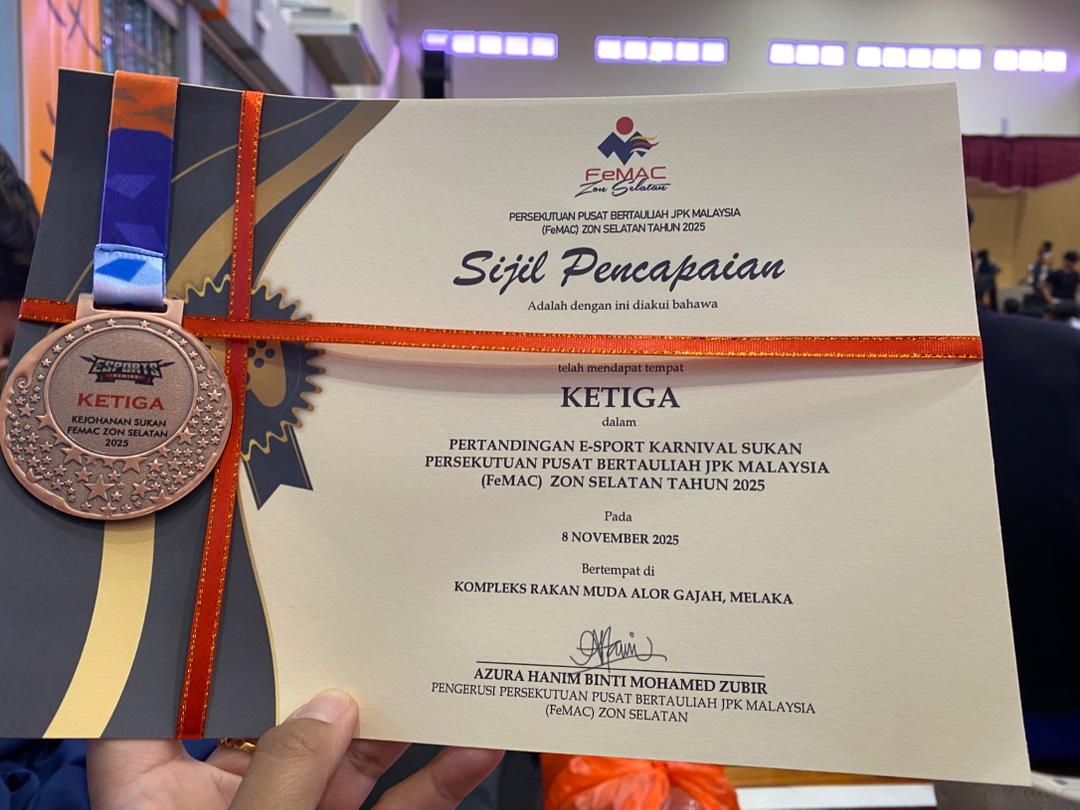 FeMAC
Zon Selatan
PERSEKUTUAN PUSAT BERTAULIAH JPK MALAYSIA
(FeMAC) ZON SELATAN TAHUN 2025
Sijil Pencapaian
Adalah dengan ini diakui bahawa
telah mendapat tempat
KETIGA
dalam
PERTANDINGAN E-SPORT KARNIVAL SUKAN
PERSEKUTUAN PUSAT BERTAULIAH JPK MALAYSIA
(FeMAC) ZON SELATAN TAHUN 2025
Pada
8 NOVEMBER 2025
Bertempat di
KOMPLEKS RAKAN MUDA ALOR GAJAH, MELAKA
AZURA HANIM BINTI MOHAMED ZUBIR
PENGERUSI PERSEKUTUAN PUSAT BERTAULIAH JPK MALAYSIA
(FeMAC) ZON SELATAN
ESPORTS
GAMING
KETIGA
KEJOHANAN SUKAN
FEMAC ZON SELATAN
2025